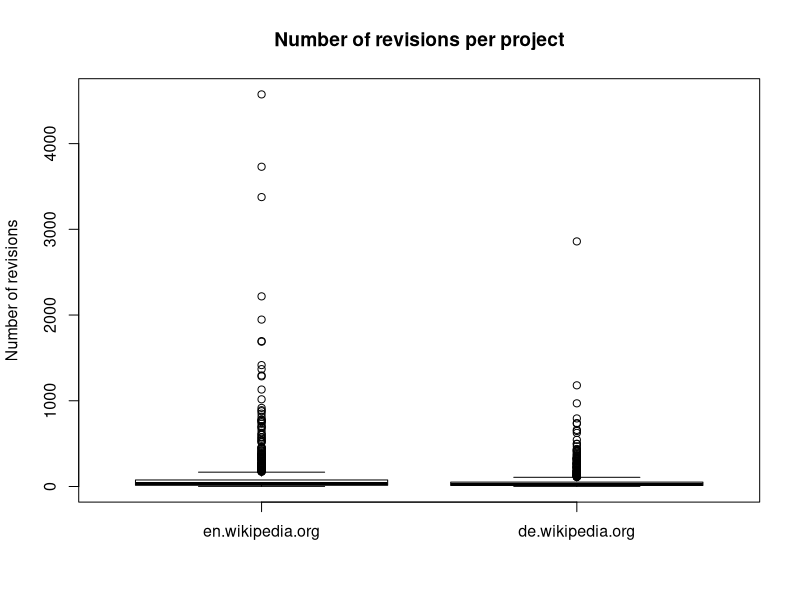 Number of revisions per project
Number of revisions
4000
3000
2000
1000
0
en.wikipedia.org
de.wikipedia.org